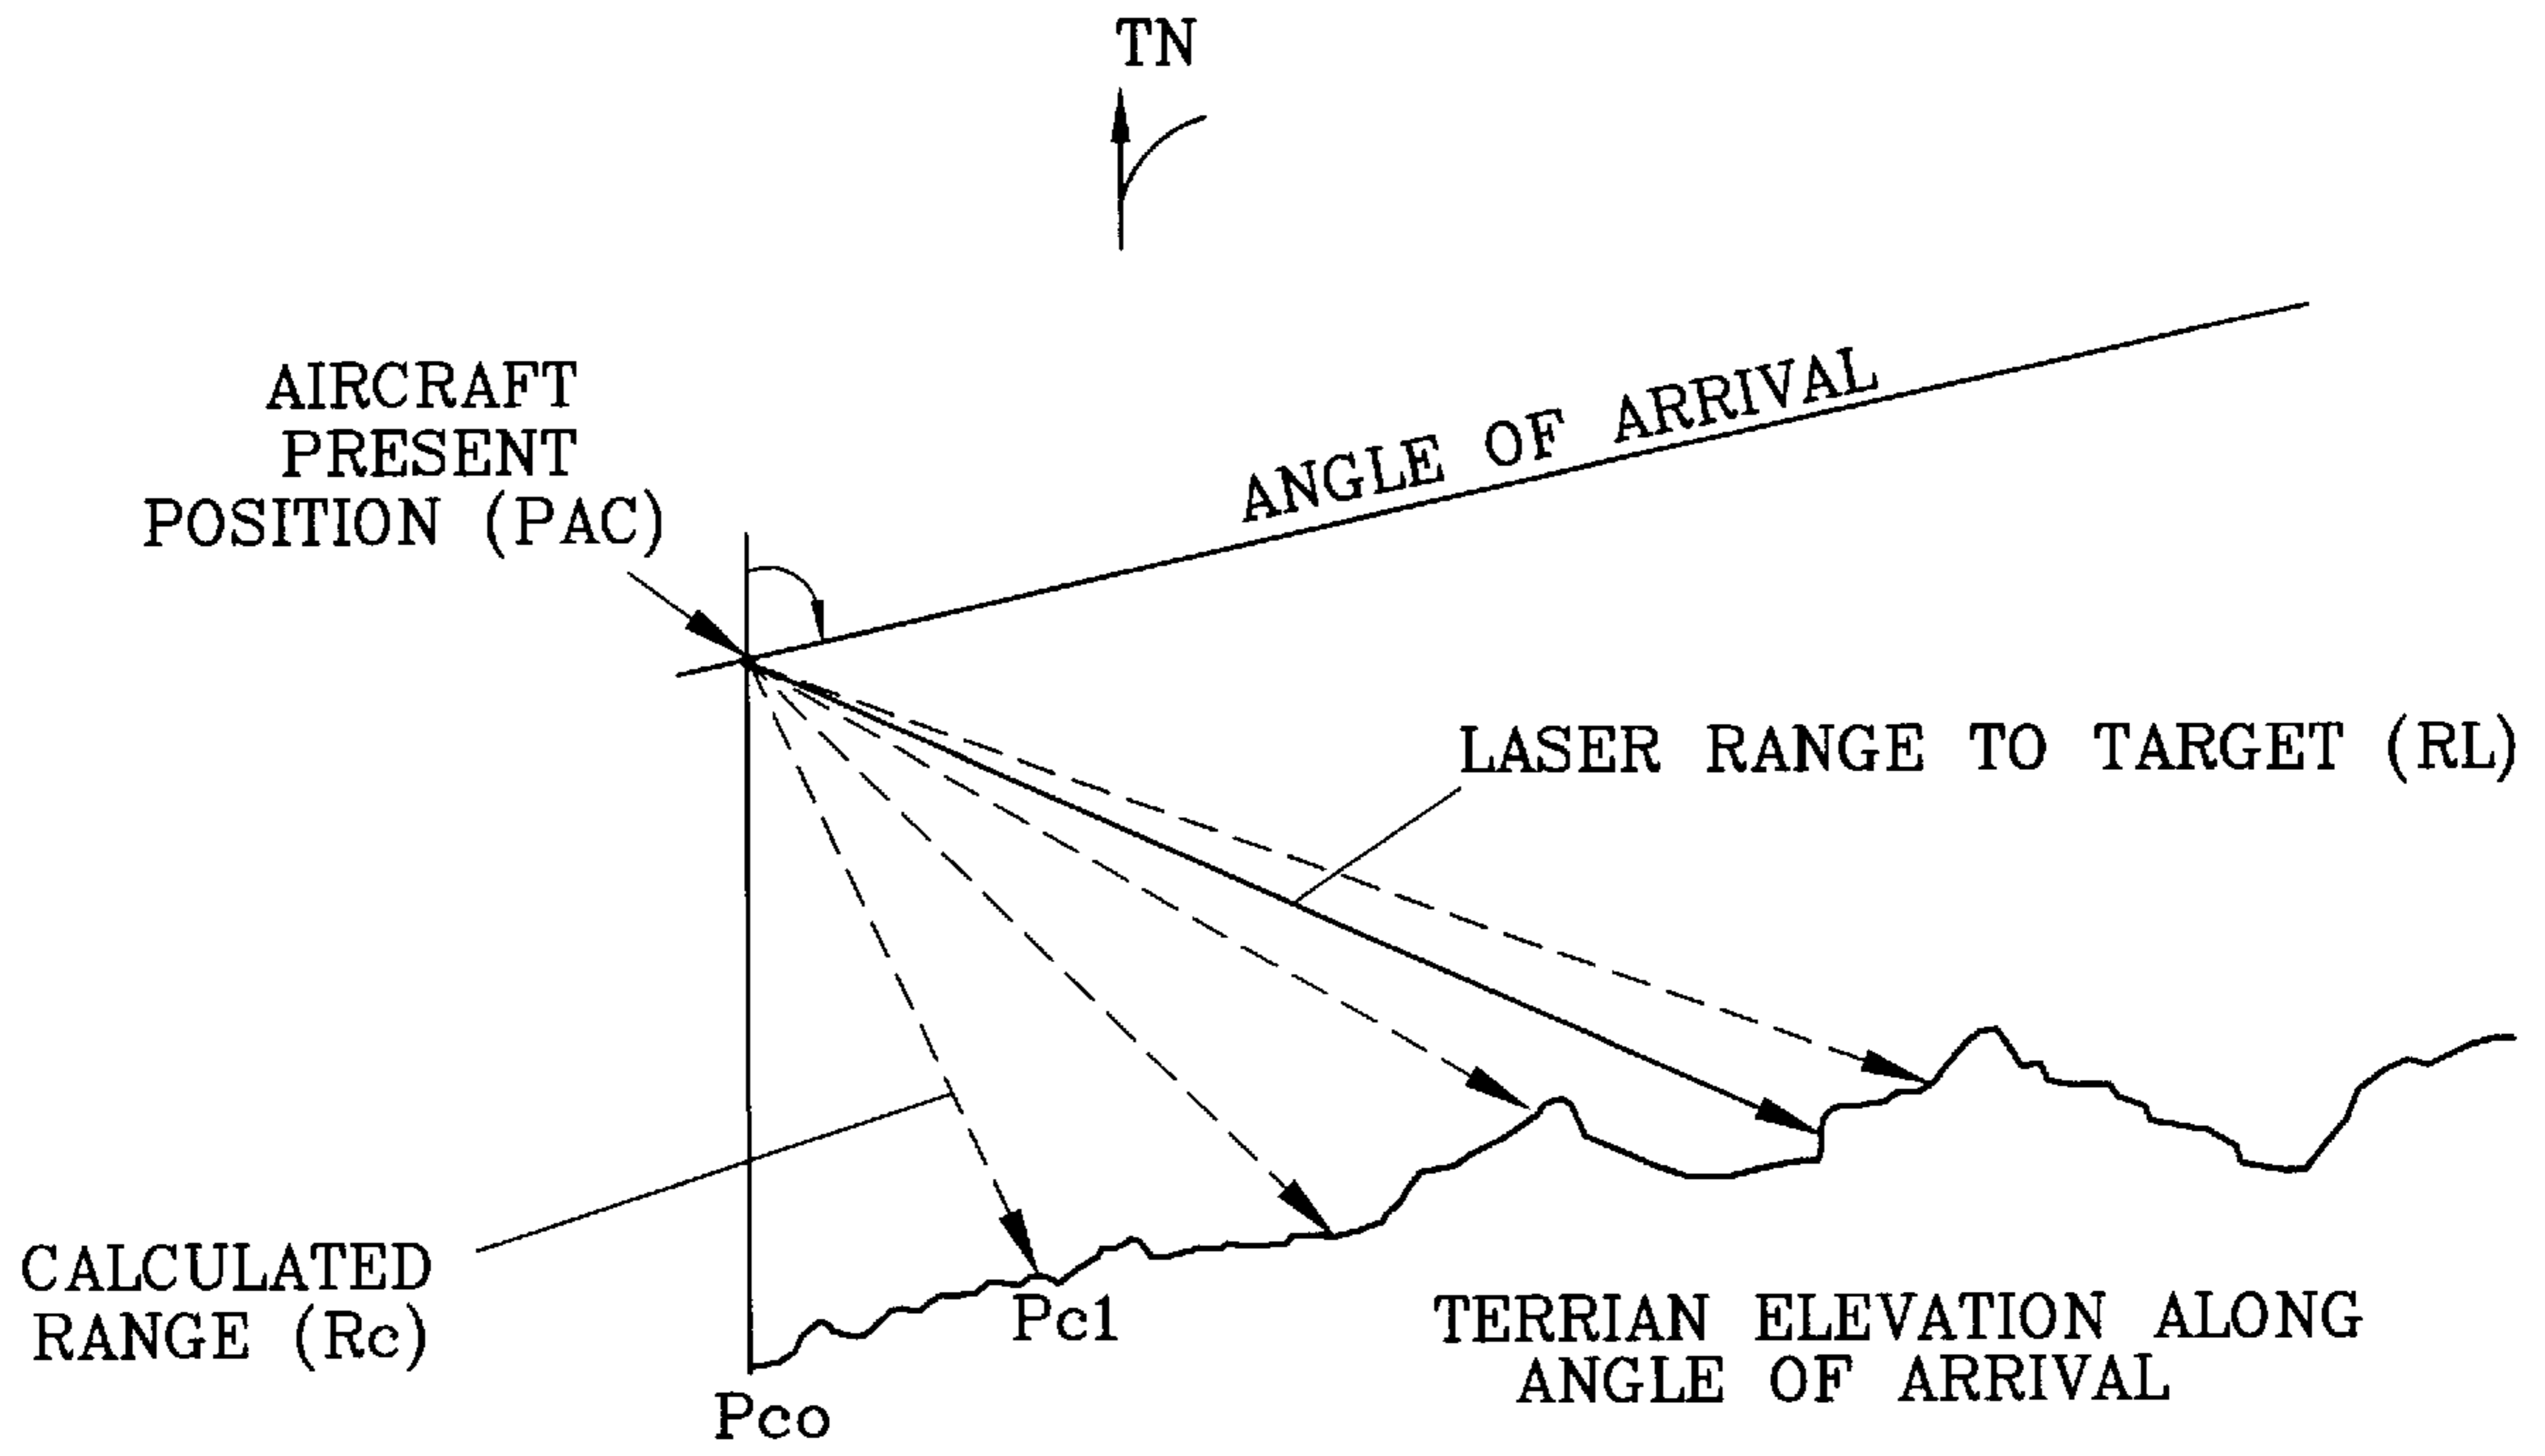 TN
AIRCRAFT
PRESENT
POSITION (PAC)
ANGLE OF ARRIVAL
LASER RANGE TO TARGET (RL)
CALCULATED
RANGE (Rc)
Pc1
Pco
TERRIAN ELEVATION ALONG
ANGLE OF ARRIVAL